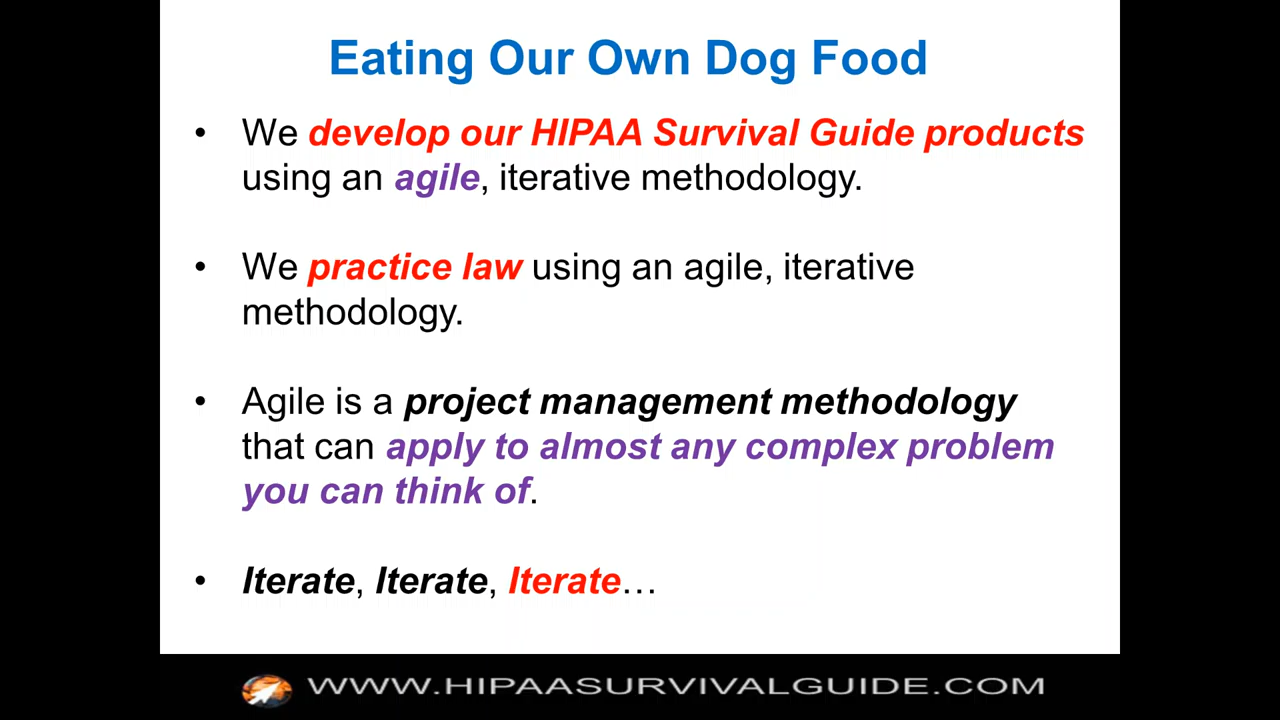 Eating Our Own Dog Food
• We develop our HIPAA Survival Guide products
using an agile, iterative methodology.
• We practice law using an agile, iterative
methodology.
• Agile is a project management methodology
that can apply to almost any complex problem
you can think of.
• Iterate, Iterate, Iterate…
WWW.HIPAASURVIVALGUIDE.COM